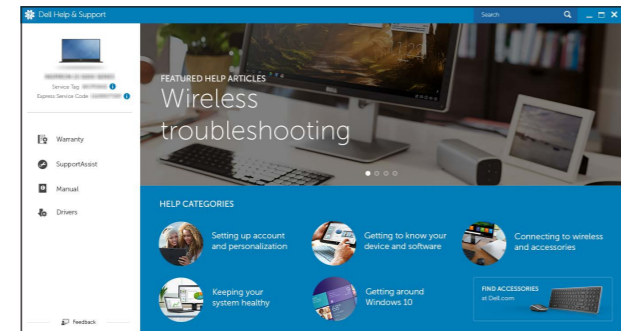 Dell Help & Support
Search
Service Tag:
Express Service Code:
Warranty
SupportAssist
Manual
Drivers
Feedback
FEATURED HELP ARTICLES
Wireless
troubleshooting
HELP CATEGORIES
Setting up account
and personalization
Getting to know your
device and software
Connecting to wireless
and accessories
Keeping your
system healthy
Getting around
Windows 10
FIND ACCESSORIES
at Dell.com